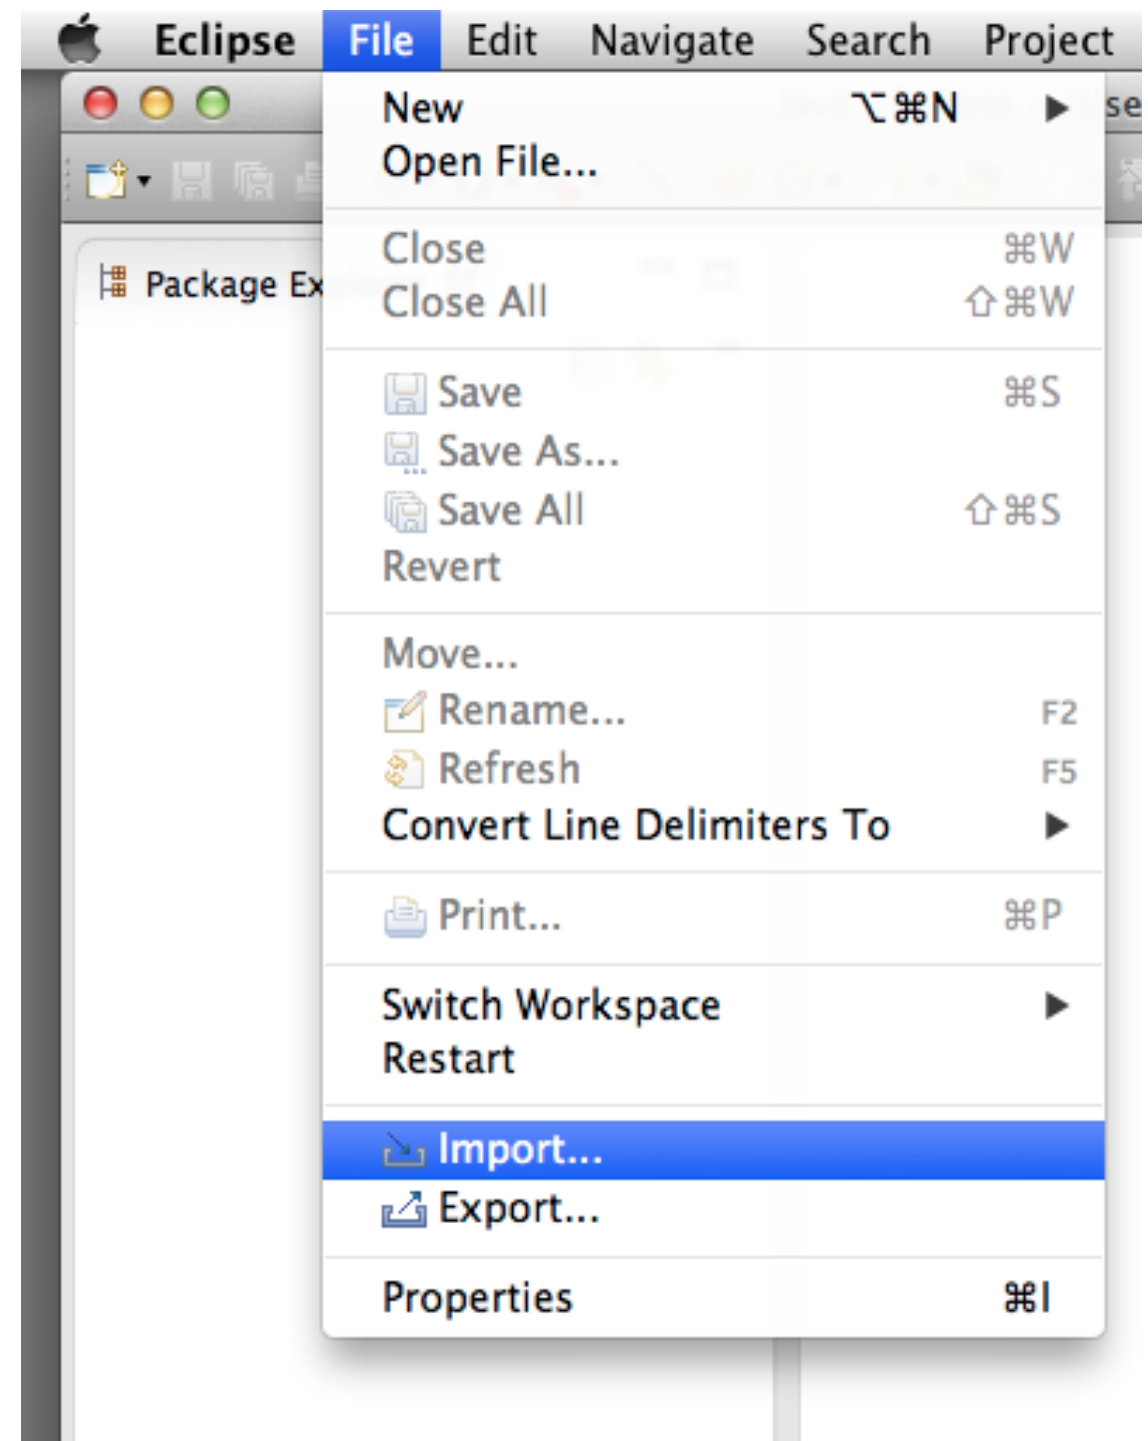 Eclipse File Edit Navigate Search Project
New ⌥⌘N
Open File...
Close ⌘W
Package Ex
Close All ⇧⌘W
Save ⌘S
Save As...
Save All ⇧⌘S
Revert
Move...
Rename... F2
Refresh F5
Convert Line Delimiters To
Print... ⌘P
Switch Workspace
Restart
Import...
Export...
Properties ⌘I